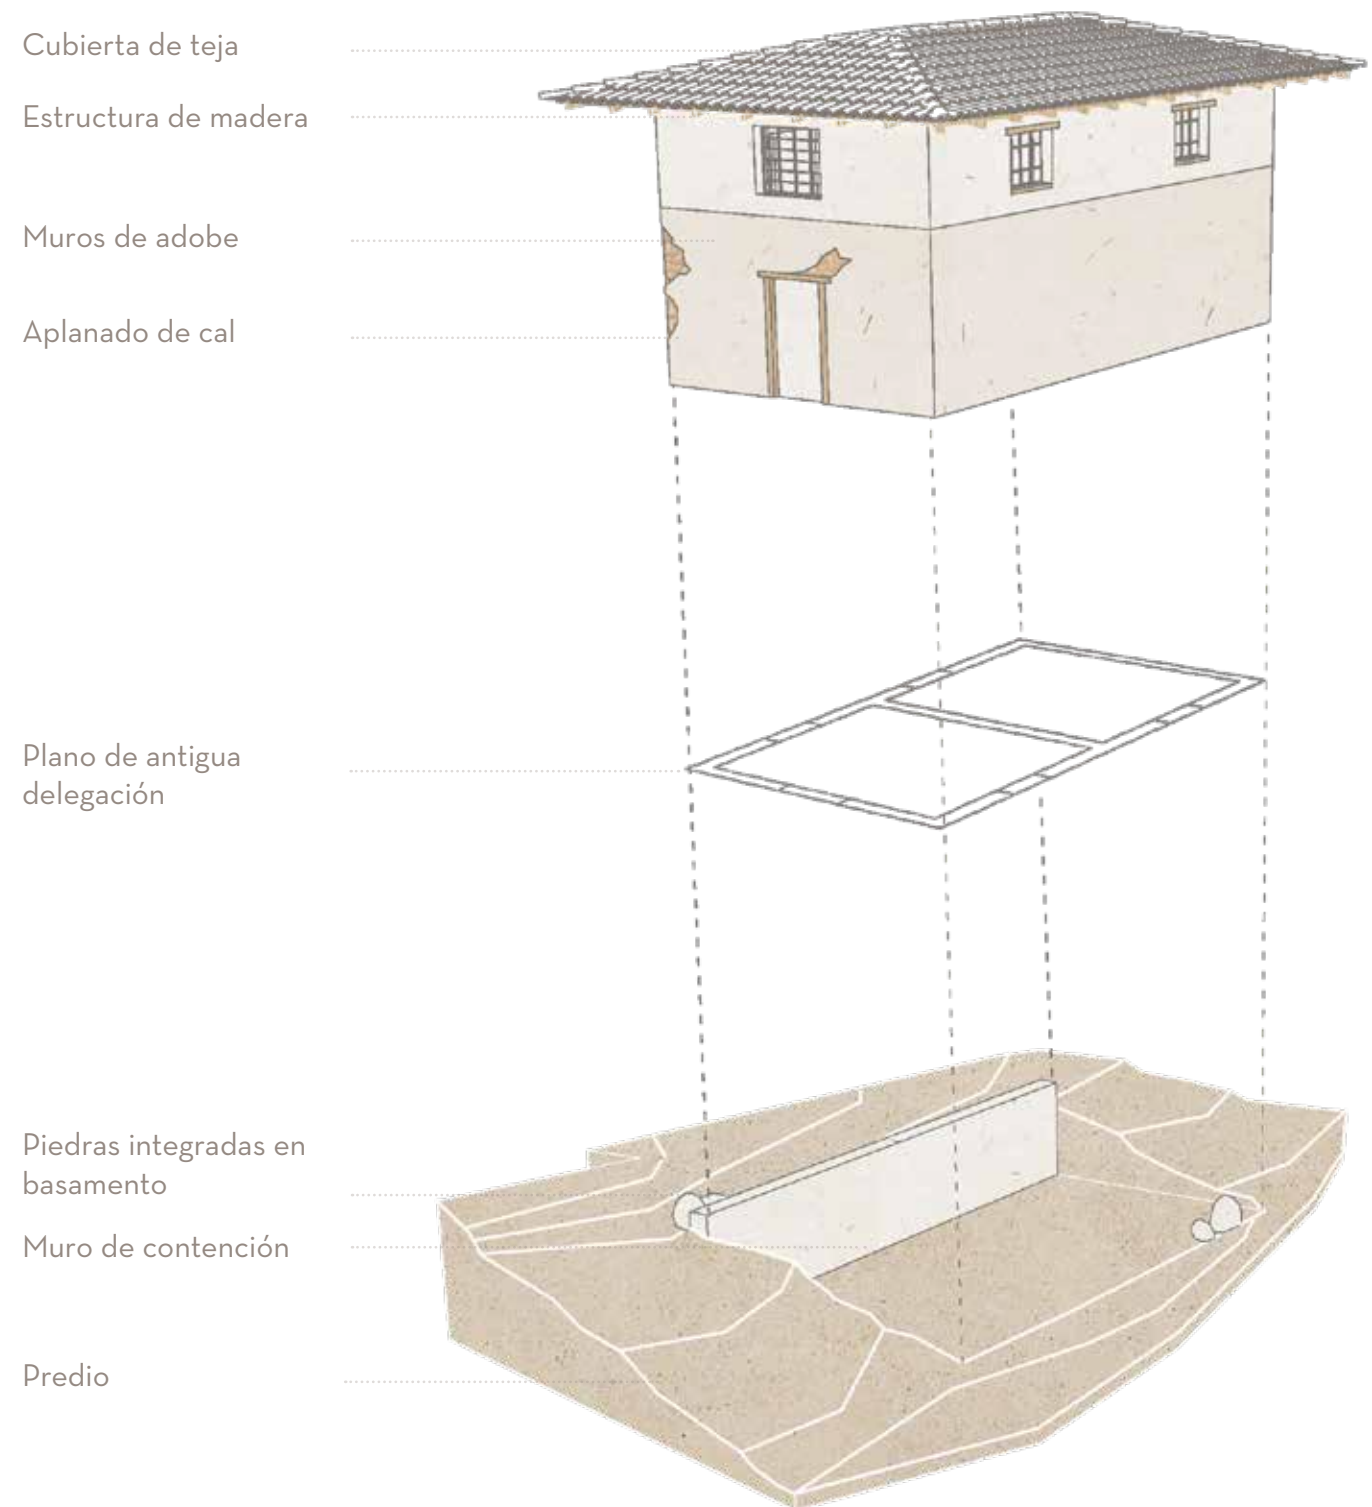 Cubierta de teja
Estructura de madera
Muros de adobe
Aplanado de cal
Plano de antigua
delegación
Piedras integradas en
basamento
Muro de contención
Predio